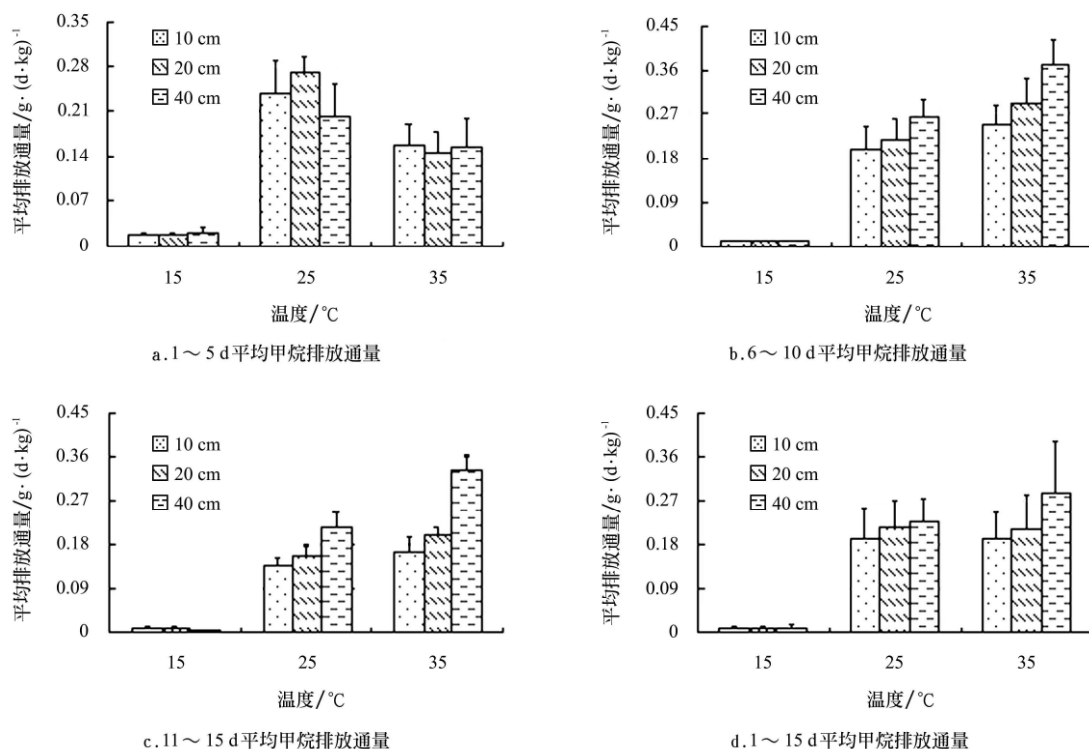 0.35
0.28
0.21
0.14
0.07
0
平均排放通量/g· (d·kg)⁻¹
10 cm
20 cm
40 cm
15 25 35
温度/℃
a.1～5 d平均甲烷排放通量
0.45
0.36
0.27
0.18
0.09
0
平均排放通量/g· (d·kg)⁻¹
10 cm
20 cm
40 cm
15 25 35
温度/℃
b.6～10 d平均甲烷排放通量
0.45
0.36
0.27
0.18
0.09
0
平均排放通量/g· (d·kg)⁻¹
10 cm
20 cm
40 cm
15 25 35
温度/℃
c.11～15 d平均甲烷排放通量
0.45
0.36
0.27
0.18
0.09
0
平均排放通量/g· (d·kg)⁻¹
10 cm
20 cm
40 cm
15 25 35
温度/℃
d.1～15 d平均甲烷排放通量